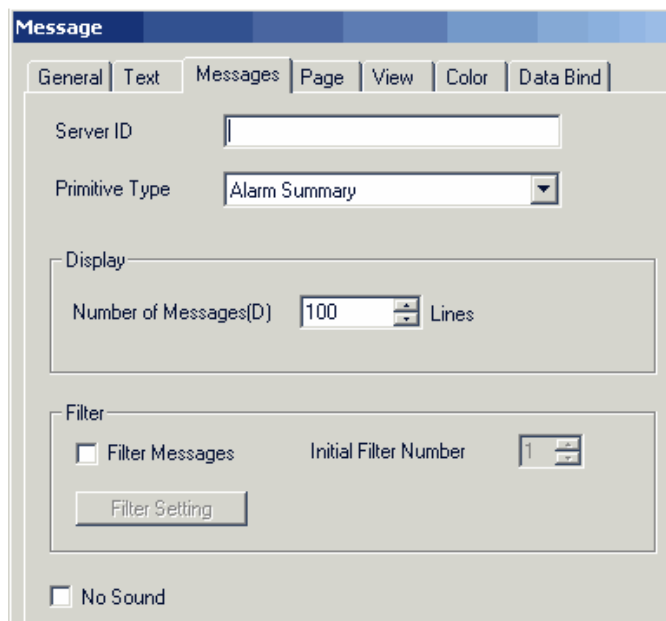 Message
General Text Messages Page View Color Data Bind
Server ID
Primitive Type Alarm Summary
Display
Number of Messages(D) 100 Lines
Filter
Filter Messages Initial Filter Number 1
Filter Setting
No Sound